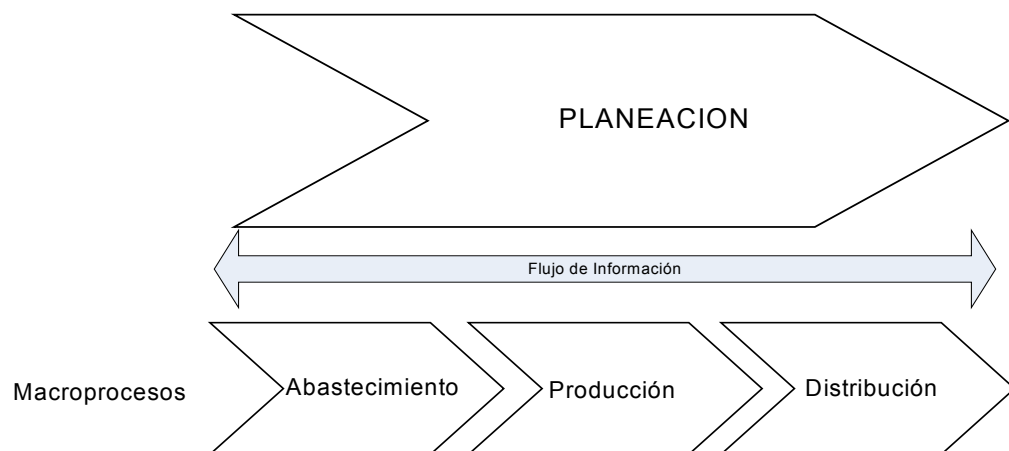 PLANEACION
Flujo de Información
Macroprocesos
Abastecimiento
Producción
Distribución